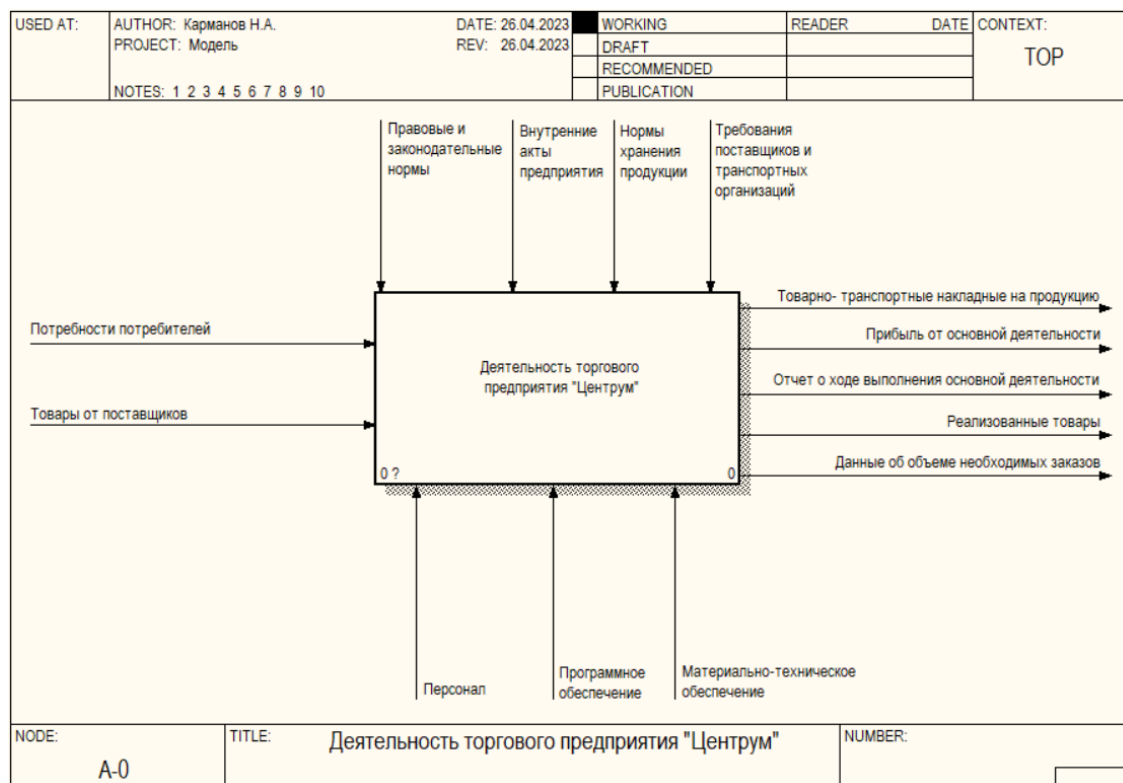 USED AT:
AUTHOR: Карманов Н.А.
DATE: 26.04.2023
PROJECT: Модель
REV: 26.04.2023
NOTES: 1 2 3 4 5 6 7 8 9 10
WORKING
DRAFT
RECOMMENDED
PUBLICATION
READER
DATE
CONTEXT:
TOP
Правовые и
законодательные
нормы
Внутренние
акты
предприятия
Нормы
хранения
продукции
Требования
поставщиков и
транспортных
организаций
Потребности потребителей
Товары от поставщиков
Деятельность торгового
предприятия "Центрум"
0 ?
0
Товарно- транспортные накладные на продукцию
Прибыль от основной деятельности
Отчет о ходе выполнения основной деятельности
Реализованные товары
Данные об объеме необходимых заказов
Персонал
Программное
обеспечение
Материально-техническое
обеспечение
NODE:
A-0
TITLE:
Деятельность торгового предприятия "Центрум"
NUMBER: